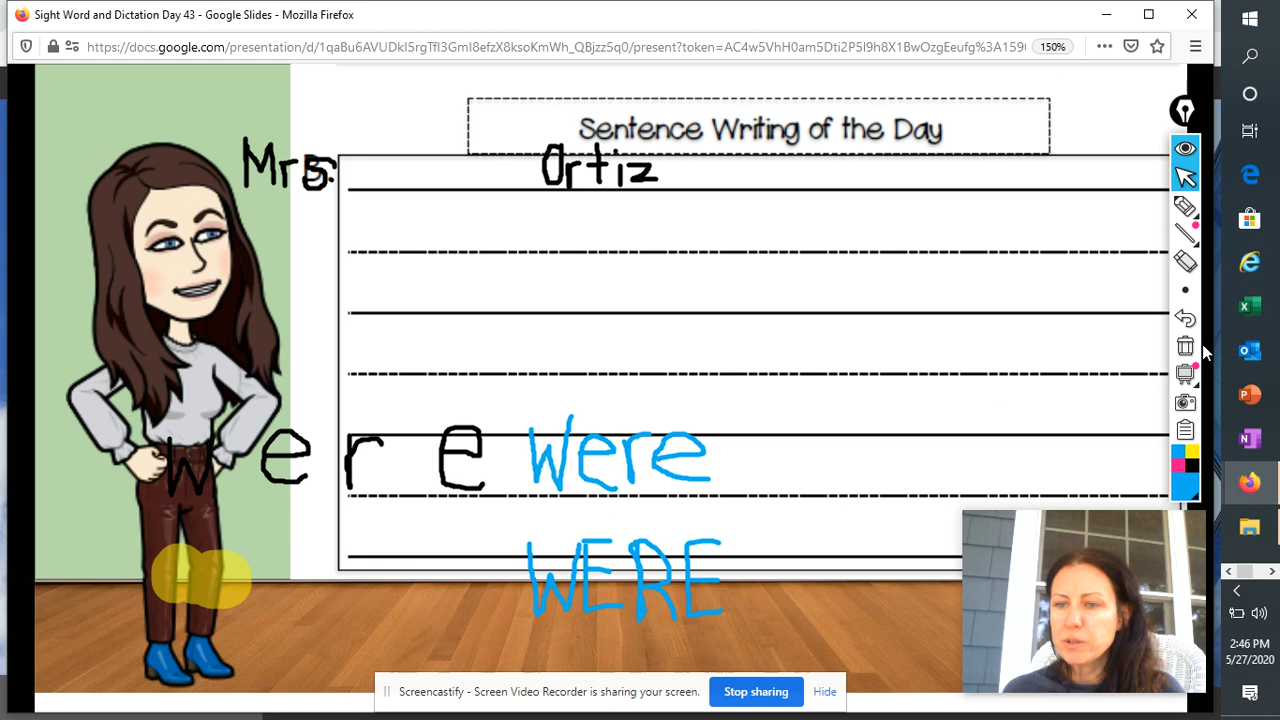 Sight Word and Dictation Day 43 - Google Slides - Mozilla Firefox
150%
Sentence Writing of the Day
Mrs. Ortiz
w e r e were
WERE
Screencastify - Screen Video Recorder is sharing your screen.
Stop sharing
Hide
2:46 PM
5/27/2020